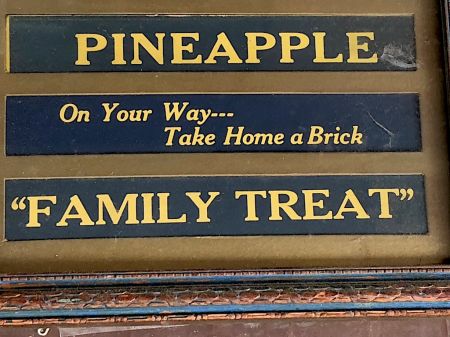 PINEAPPLE
On Your Way---
Take Home a Brick
"FAMILY TREAT"